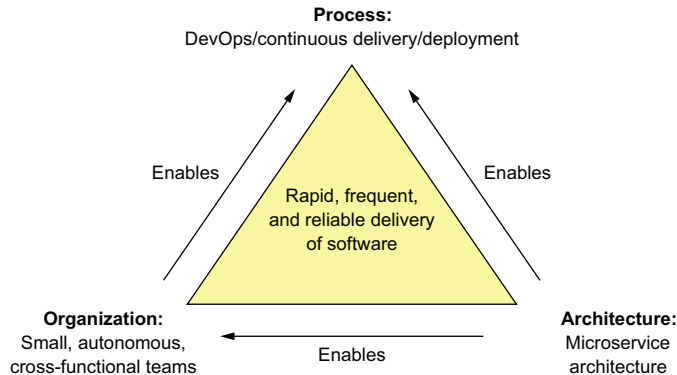 Process:
DevOps/continuous delivery/deployment
Enables
Enables
Rapid, frequent,
and reliable delivery
of software
Organization:
Small, autonomous,
cross-functional teams
Enables
Architecture:
Microservice
architecture